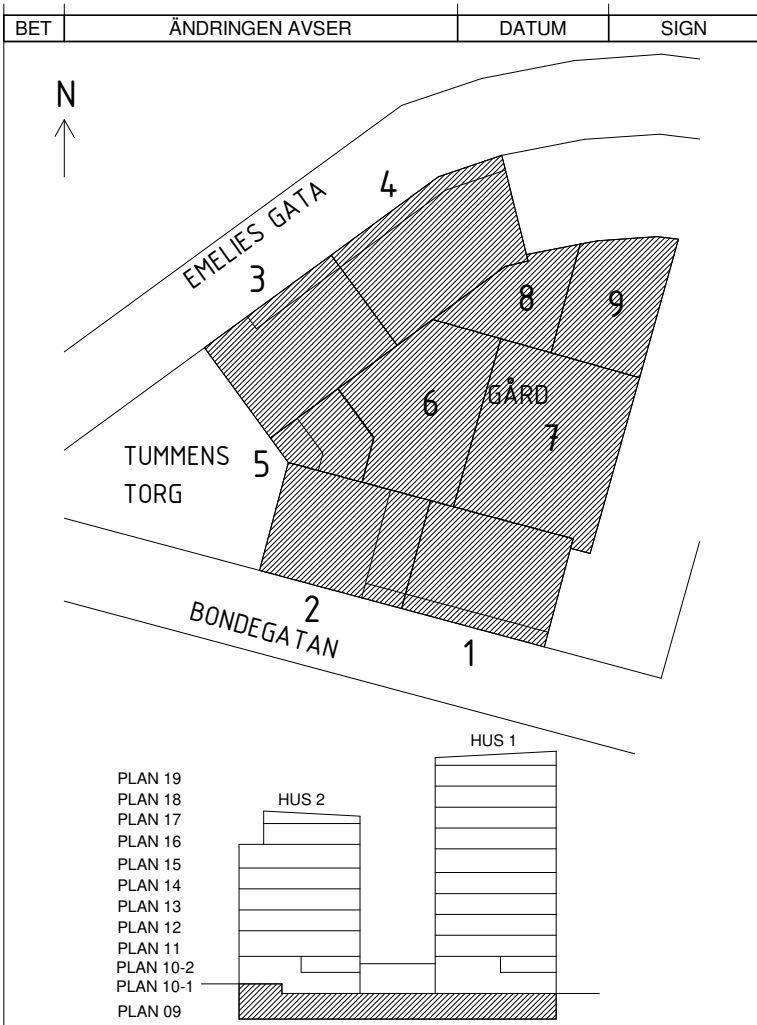 BET ÄNDRINGEN AVSER DATUM SIGN
N
4
EMELIES GATA
3
8
9
6
GÅRD
7
TUMMENS
TORG
5
2
BONDEGATAN
1
HUS 1
PLAN 19
PLAN 18
HUS 2
PLAN 17
PLAN 16
PLAN 15
PLAN 14
PLAN 13
PLAN 12
PLAN 11
PLAN 10-2
PLAN 10-1
PLAN 09